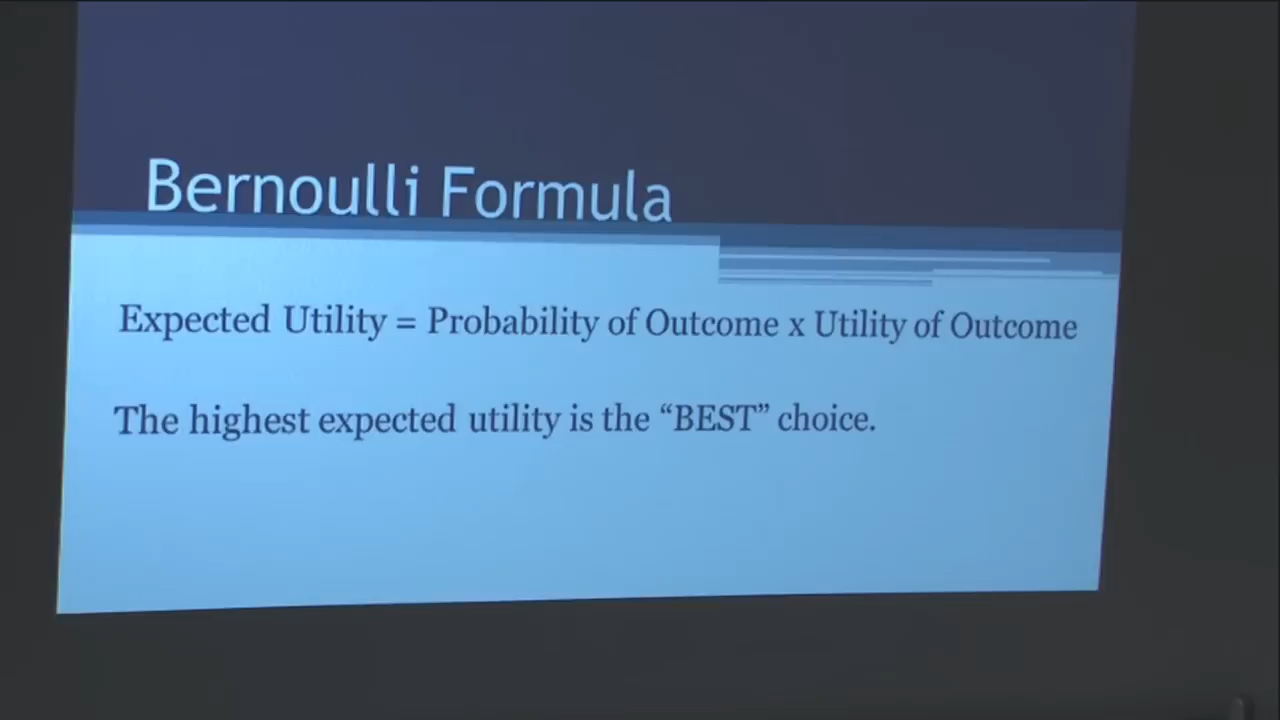 Bernoulli Formula
Expected Utility = Probability of Outcome x Utility of Outcome
The highest expected utility is the “BEST” choice.